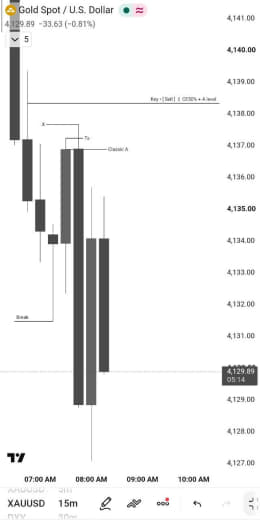 Gold Spot / U.S. Dollar
4,129.89 -33.63 (-0.81%)
5
4,141.00
4,140.00
4,139.00
4,138.00
4,137.00
4,136.00
4,135.00
4,134.00
4,133.00
4,132.00
4,131.00
4,129.89
05:14
4,129.00
4,128.00
4,127.00
X
Ts
Classic A
Break
07:00 AM
08:00 AM
09:00 AM
10:00 AM
XAUUSD 15m